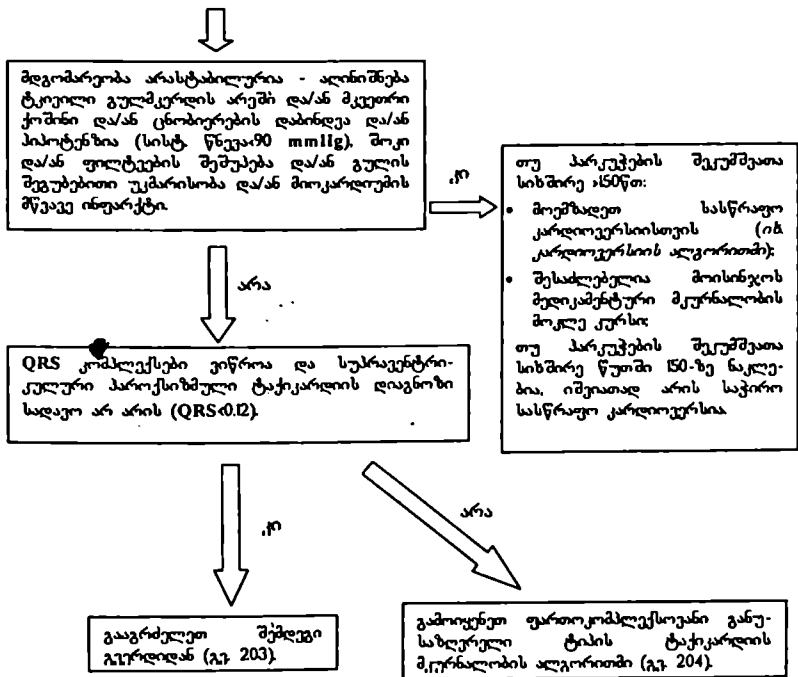 მდგომარეობა არასტაბილურია - აღინიშნება
ტკივილი გულმკერდის არეში და/ან მკვეთრი
ქოშინი და/ან ცნობიერების დაბინდვა და/ან
ჰიპოტენზია (სისტ. წნევა<90 mmHg), შოკი
და/ან ფილტვების შეშუპება და/ან გულის
შეგუბებითი უკმარისობა და/ან მიოკარდიუმის
მწვავე ინფარქტი.
კი
თუ პარკუჭების შეკუმშვათა
სიხშირე >150წთ:
• მოემზადეთ სასწრაფო
კარდიოვერსიისთვის (იხ.
კარდიოვერსიის ალგორითმი);
• შესაძლებელია მოისინჯოს
მედიკამენტური მკურნალობის
მოკლე კურსი;
თუ პარკუჭების შეკუმშვათა
სიხშირე წუთში 150-ზე ნაკლე-
ბია, იშვიათად არის საჭირო
სასწრაფო კარდიოვერსია.
არა
QRS კომპლექსები ვიწროა და სუპრავენტრი-
კულური პაროქსიზმული ტაქიკარდიის დიაგნოზი
სადავო არ არის (QRS<0.12).
კი
არა
გააგრძელეთ შემდეგი
გვერდიდან (გვ. 203).
გამოიყენეთ ფართოკომპლექსოვანი განუ-
საზღვრელი ტიპის ტაქიკარდიის
მკურნალობის ალგორითმი (გვ. 204).